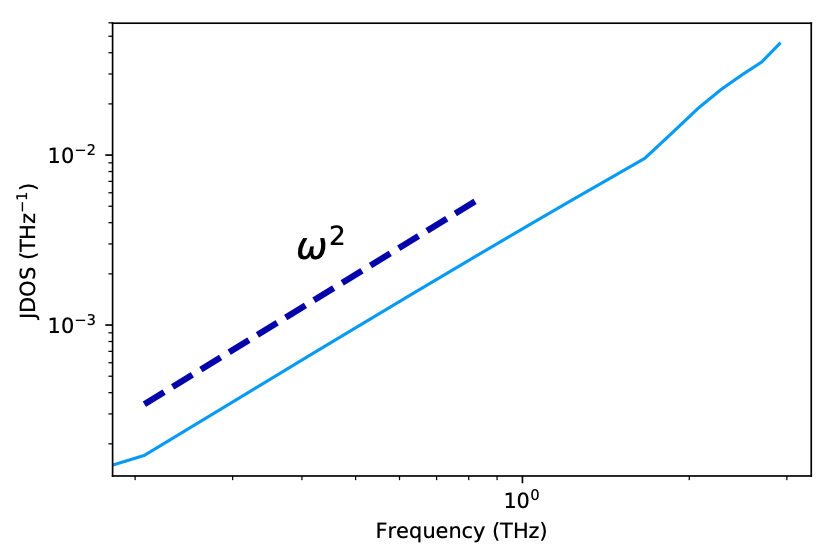 JDOS (THz⁻¹)
10⁻²
10⁻³
ω²
10⁰
Frequency (THz)